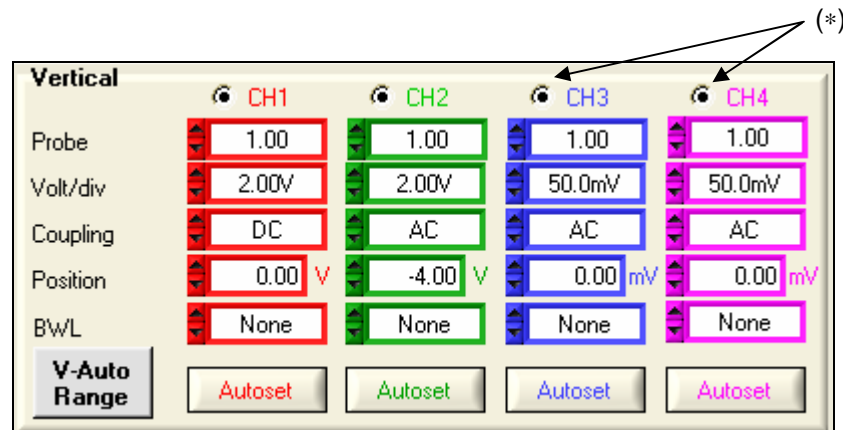 (*)
Vertical
CH1 CH2 CH3 CH4
Probe 1.00 1.00 1.00 1.00
Volt/div 2.00V 2.00V 50.0mV 50.0mV
Coupling DC AC AC AC
Position 0.00 V -4.00 V 0.00 mV 0.00 mV
BWL None None None None
V-Auto
Range
Autoset Autoset Autoset Autoset